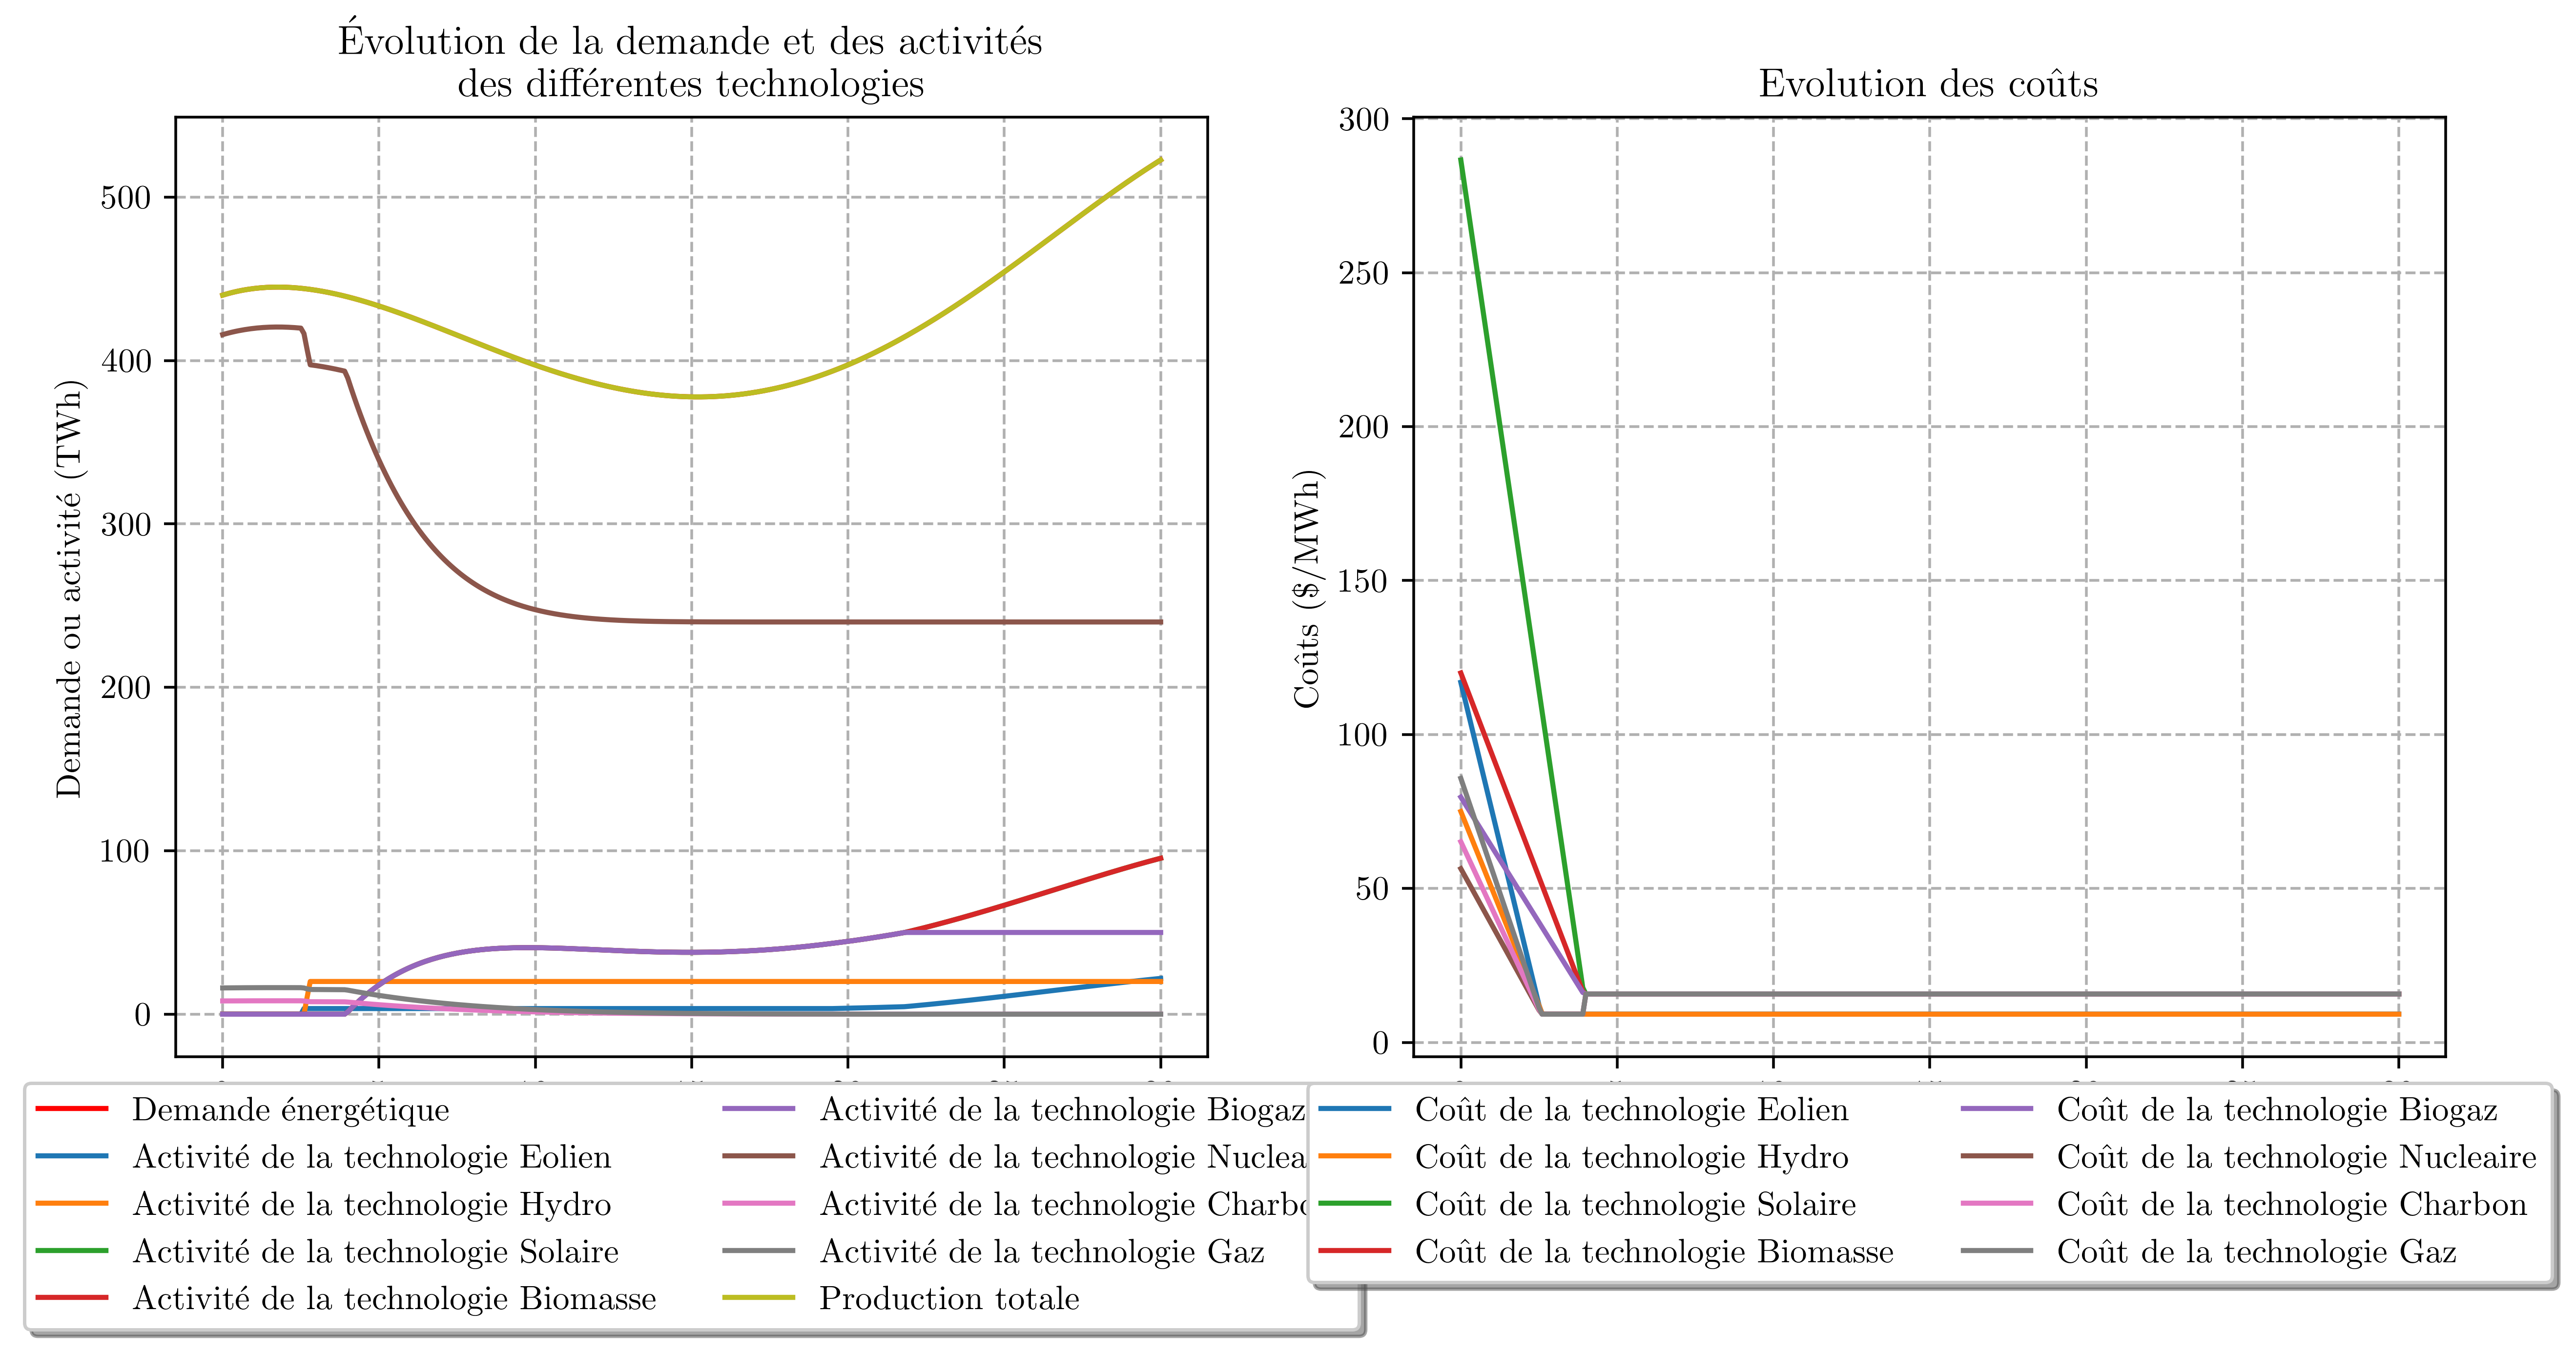 Évolution de la demande et des activités
des différentes technologies
Demande ou activité (TWh)
500
400
300
200
100
0
Demande énergétique
Activité de la technologie Eolien
Activité de la technologie Hydro
Activité de la technologie Solaire
Activité de la technologie Biomasse
Activité de la technologie Biogaz
Activité de la technologie Nuclea
Activité de la technologie Charbo
Activité de la technologie Gaz
Production totale
Evolution des coûts
Coûts ($/MWh)
300
250
200
150
100
50
0
Coût de la technologie Eolien
Coût de la technologie Hydro
Coût de la technologie Solaire
Coût de la technologie Biomasse
Coût de la technologie Biogaz
Coût de la technologie Nucleaire
Coût de la technologie Charbon
Coût de la technologie Gaz